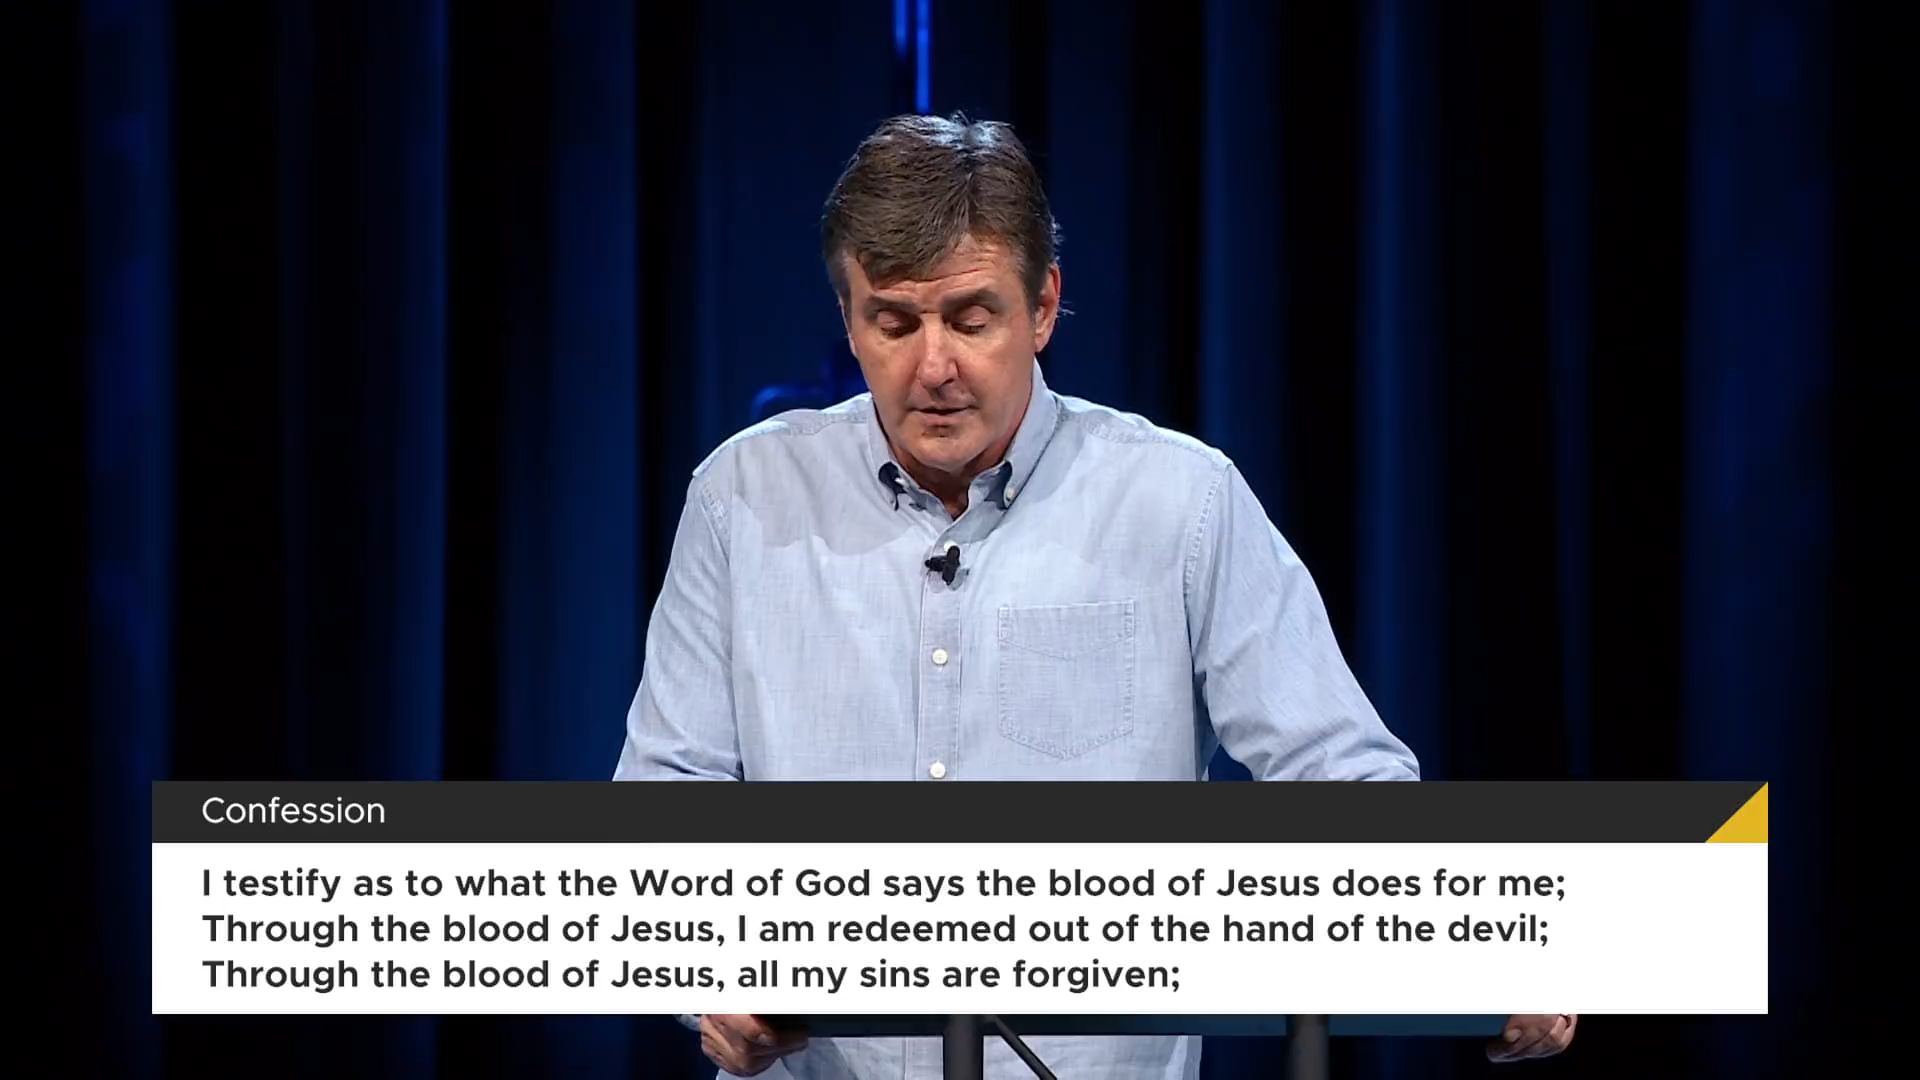 Confession
I testify as to what the Word of God says the blood of Jesus does for me;
Through the blood of Jesus, I am redeemed out of the hand of the devil;
Through the blood of Jesus, all my sins are forgiven;